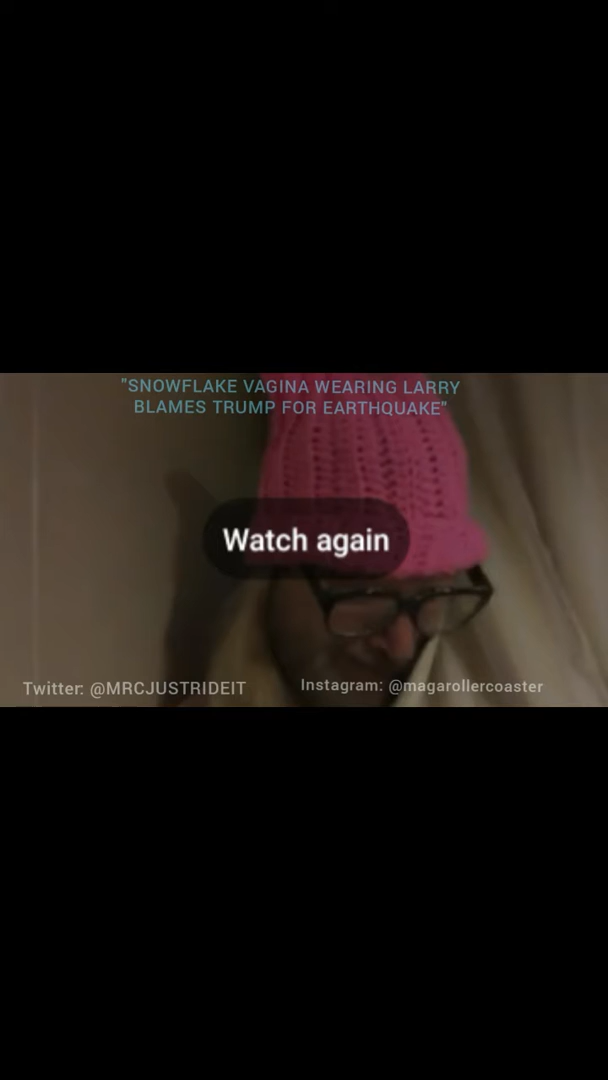 "SNOWFLAKE VAGINA WEARING LARRY
BLAMES TRUMP FOR EARTHQUAKE"
Watch again
Twitter: @MRCJUSTRIDEIT
Instagram: @magarollercoaster